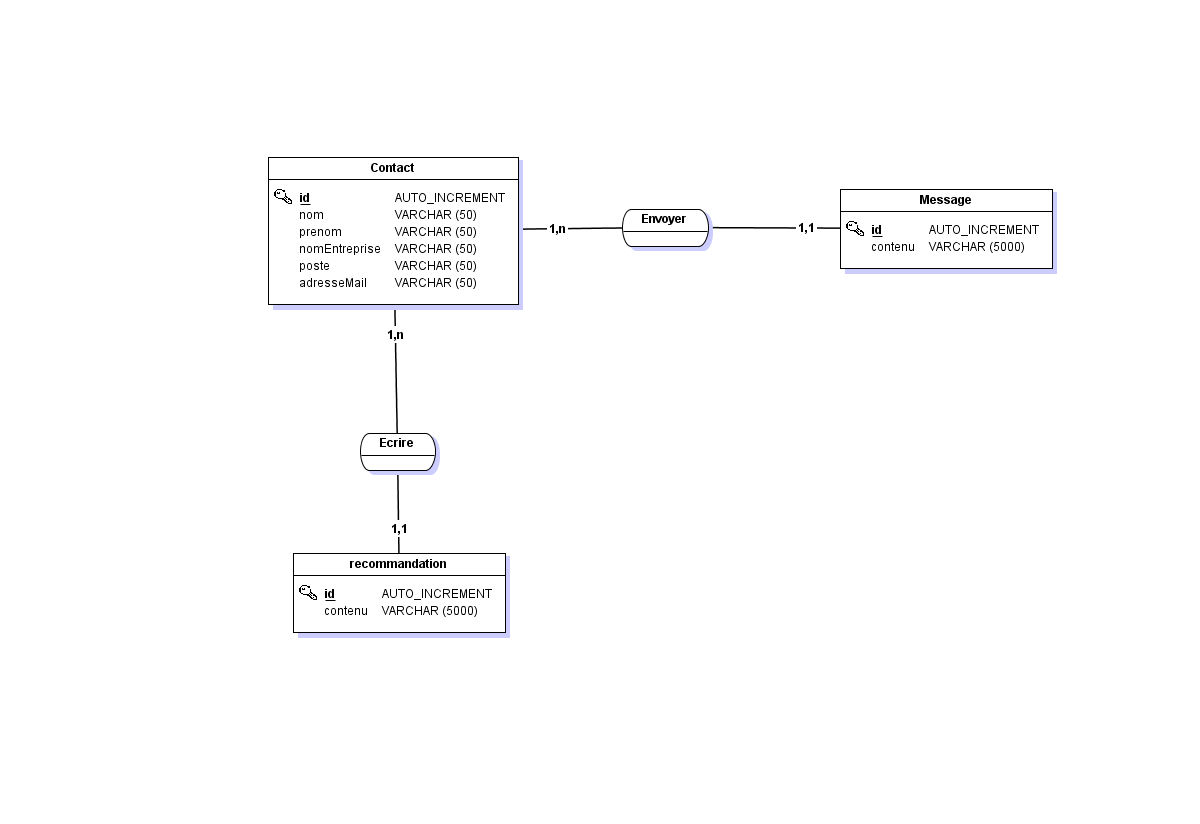 Contact
id AUTO_INCREMENT
nom VARCHAR (50)
prenom VARCHAR (50)
nomEntreprise VARCHAR (50)
poste VARCHAR (50)
adresseMail VARCHAR (50)
1,n
Envoyer
1,1
Message
id AUTO_INCREMENT
contenu VARCHAR (5000)
1,n
Ecrire
1,1
recommandation
id AUTO_INCREMENT
contenu VARCHAR (5000)